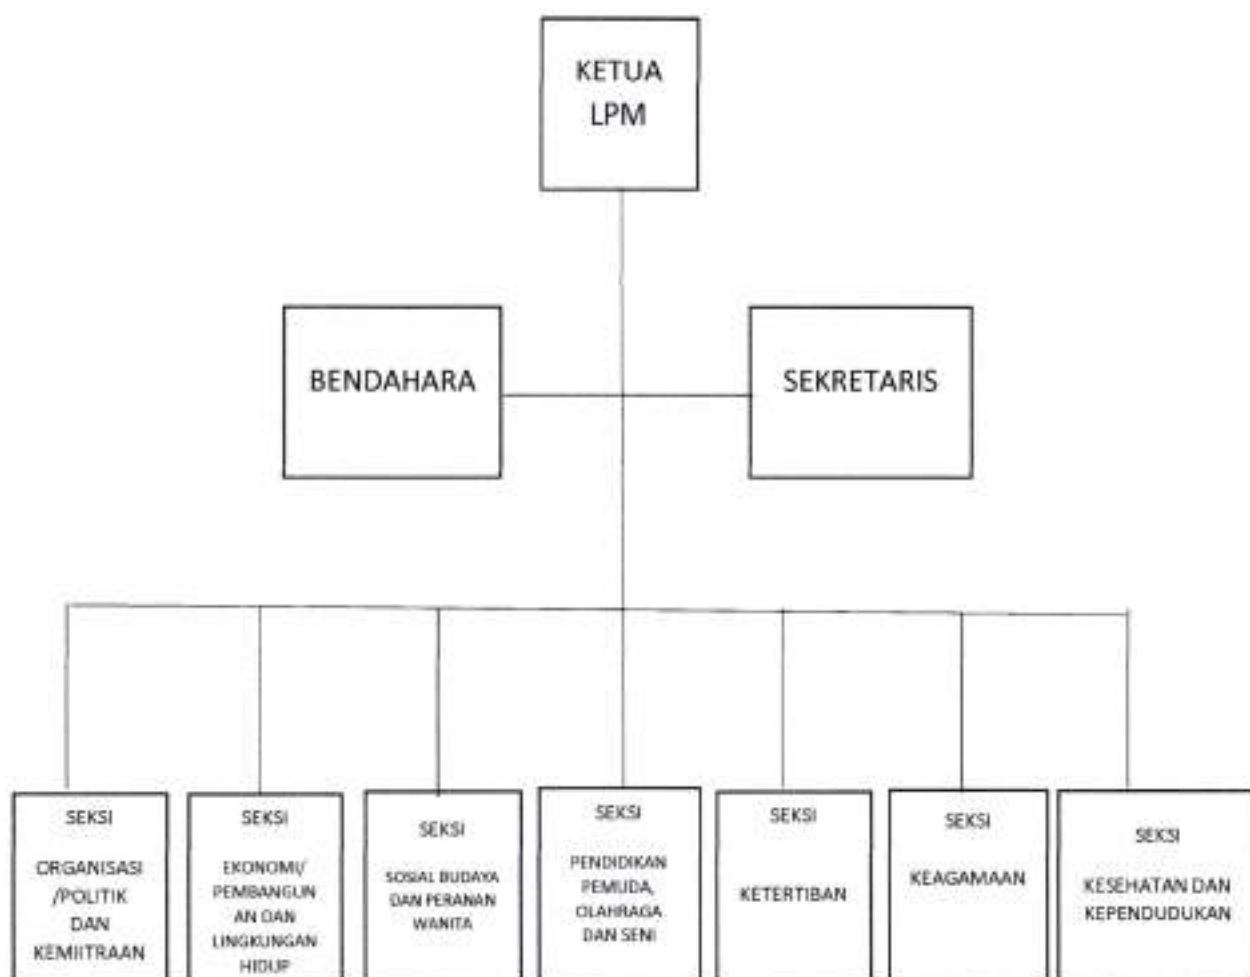 KETUA
LPM
BENDAHARA
SEKRETARIS
SEKSI
ORGANISASI
/POLITIK
DAN
KEMIITRAAN
SEKSI
EKONOMI/
PEMBANGUN
AN DAN
LINGKUNGAN
HIDUP
SEKSI
SOSIAL BUDAYA
DAN PERANAN
WANITA
SEKSI
PENDIDIKAN
PEMUDA,
OLAHRAGA
DAN SENI
SEKSI
KETERTIBAN
SEKSI
KEAGAMAAN
SEKSI
KESEHATAN DAN
KEPENDUDUKAN